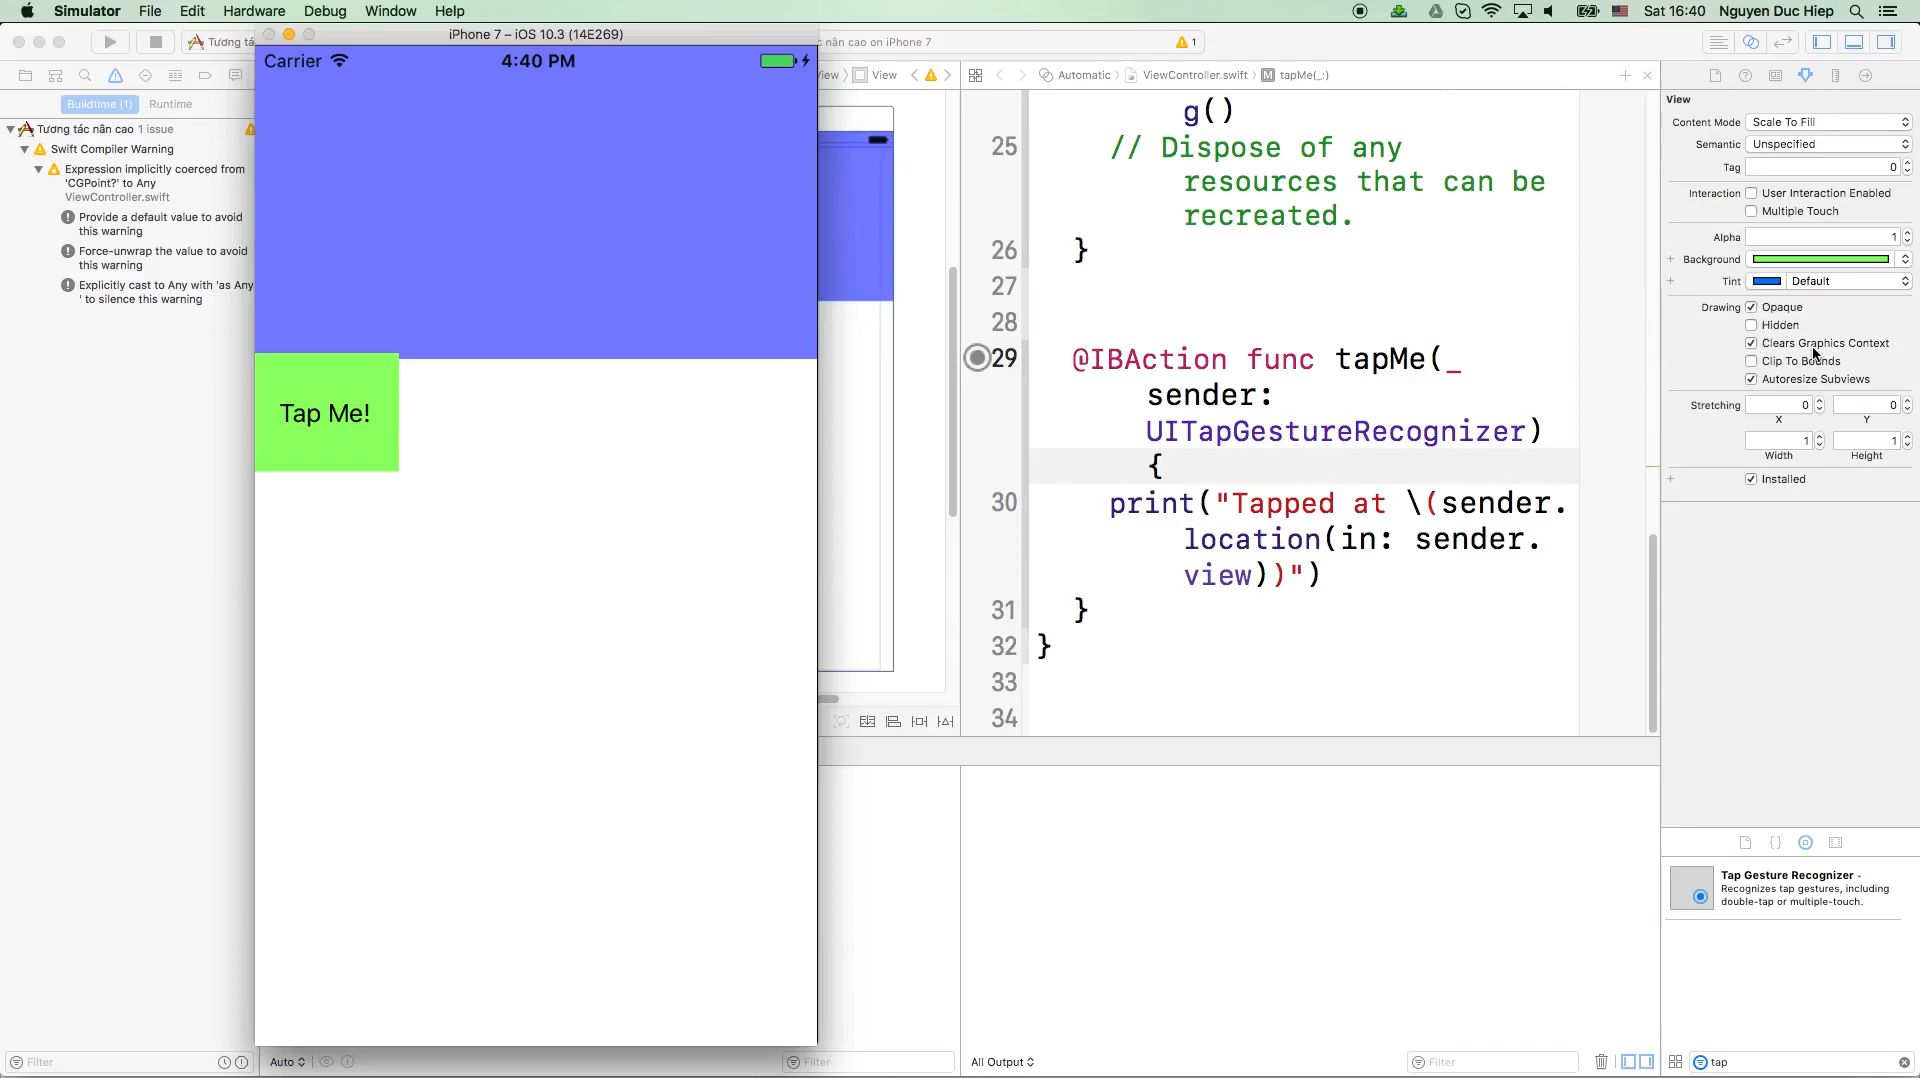 Simulator File Edit Hardware Debug Window Help
Sat 16:40 Nguyen Duc Hiep
iPhone 7 – iOS 10.3 (14E269)
Tương tá
c nân cao on iPhone 7
1
Carrier
4:40 PM
Tap Me!
Buildtime (1) Runtime
Tương tác nân cao 1 issue
Swift Compiler Warning
Expression implicitly coerced from
'CGPoint?' to Any
ViewController.swift
Provide a default value to avoid
this warning
Force-unwrap the value to avoid
this warning
Explicitly cast to Any with 'as Any
' to silence this warning
View View
Automatic ViewController.swift tapMe(_:)
g()
25 // Dispose of any
resources that can be
recreated.
26 }
27
28
29 @IBAction func tapMe(_
sender:
UITapGestureRecognizer)
{
30 print("Tapped at \(sender.
location(in: sender.
view))")
31 }
32 }
33
34
View
Content Mode Scale To Fill
Semantic Unspecified
Tag 0
Interaction User Interaction Enabled
Multiple Touch
Alpha 1
Background
Tint Default
Drawing Opaque
Hidden
Clears Graphics Context
Clip To Bounds
Autoresize Subviews
Stretching 0 0
X Y
1 1
Width Height
Installed
Tap Gesture Recognizer -
Recognizes tap gestures, including
double-tap or multiple-touch.
Filter
Auto
Filter
All Output
Filter
tap